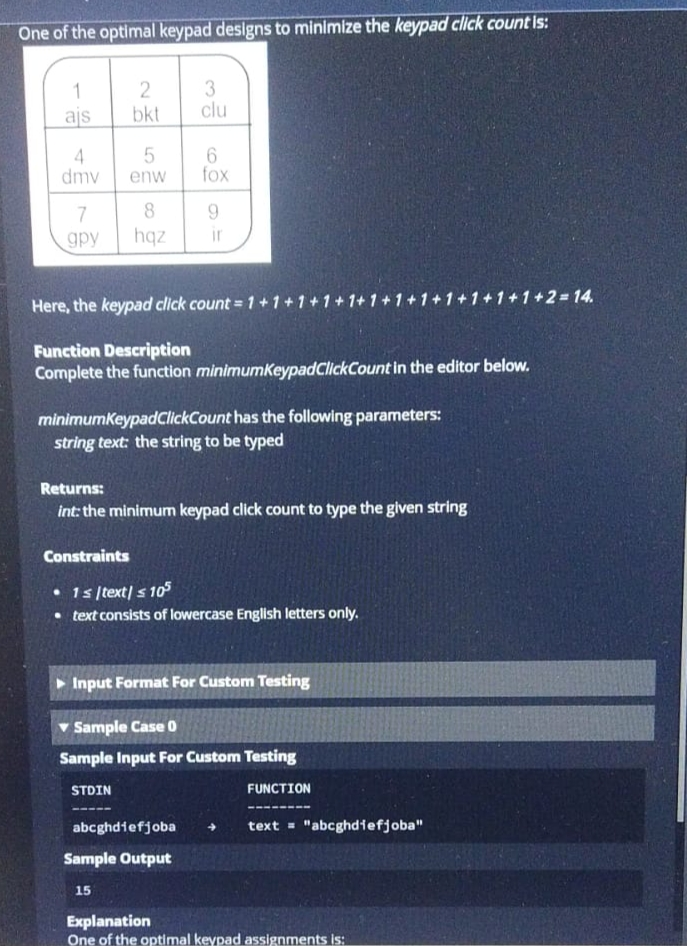 One of the optimal keypad designs to minimize the keypad click count is:
1 2 3
ajs bkt clu
4 5 6
dmv enw fox
7 8 9
gpy hqz ir
Here, the keypad click count = 1 + 1 + 1 + 1 + 1+ 1 + 1 + 1 + 1 + 1 + 1 + 1 +2 = 14.
Function Description
Complete the function minimumKeypadClickCount in the editor below.
minimumKeypadClickCount has the following parameters:
string text: the string to be typed
Returns:
int: the minimum keypad click count to type the given string
Constraints
• 1 ≤ |text| ≤ 10⁵
• text consists of lowercase English letters only.
▶ Input Format For Custom Testing
▼ Sample Case 0
Sample Input For Custom Testing
STDIN FUNCTION
----- --------
abcghdiefjoba → text = "abcghdiefjoba"
Sample Output
15
Explanation
One of the optimal keypad assignments is: